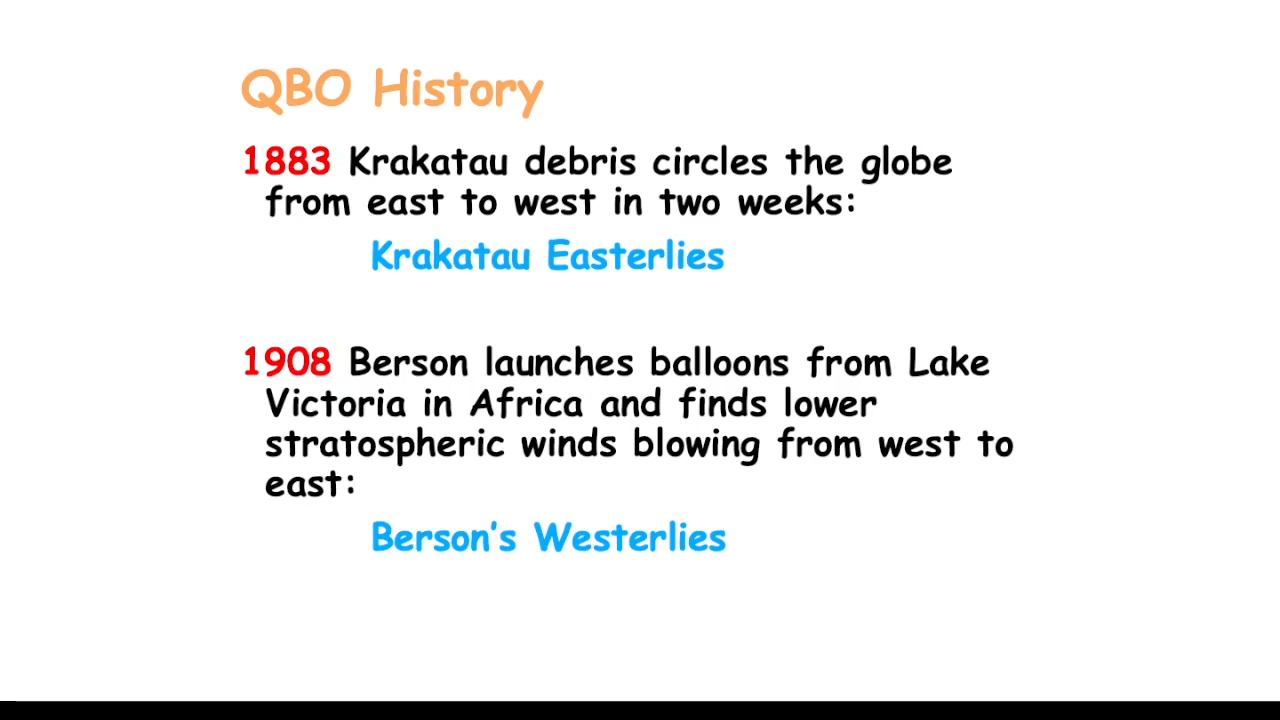 QBO History
1883 Krakatau debris circles the globe
from east to west in two weeks:
Krakatau Easterlies
1908 Berson launches balloons from Lake
Victoria in Africa and finds lower
stratospheric winds blowing from west to
east:
Berson’s Westerlies